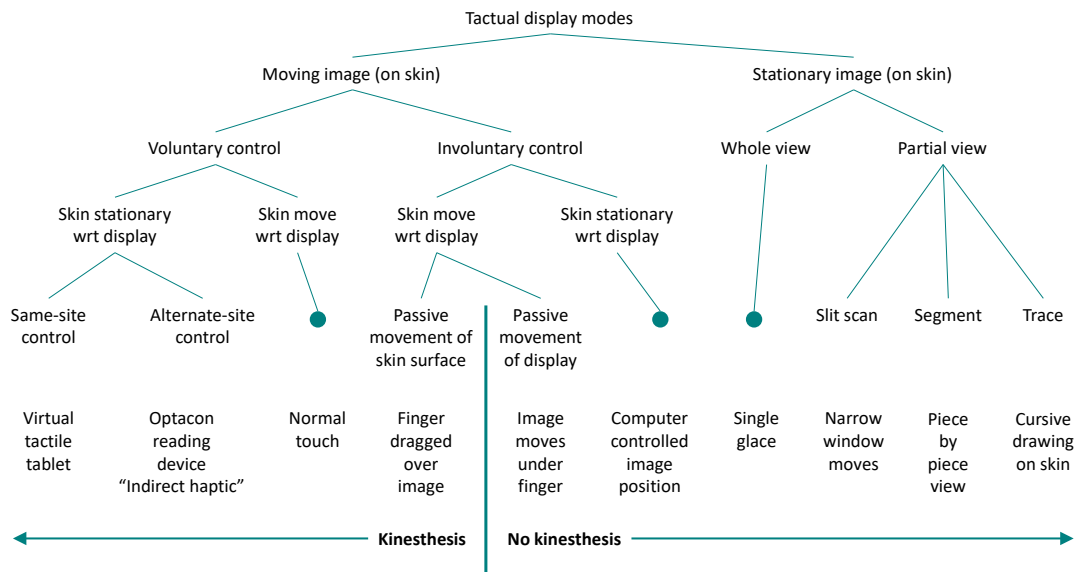 Tactual display modes
Moving image (on skin)
Stationary image (on skin)
Voluntary control
Involuntary control
Whole view
Partial view
Skin stationary
wrt display
Skin move
wrt display
Skin move
wrt display
Skin stationary
wrt display
Same-site
control
Alternate-site
control
Passive
movement of
skin surface
Passive
movement
of display
Slit scan
Segment
Trace
Virtual
tactile
tablet
Optacon
reading
device
“Indirect haptic”
Normal
touch
Finger
dragged
over
image
Image
moves
under
finger
Computer
controlled
image
position
Single
glace
Narrow
window
moves
Piece
by
piece
view
Cursive
drawing
on skin
Kinesthesis
No kinesthesis